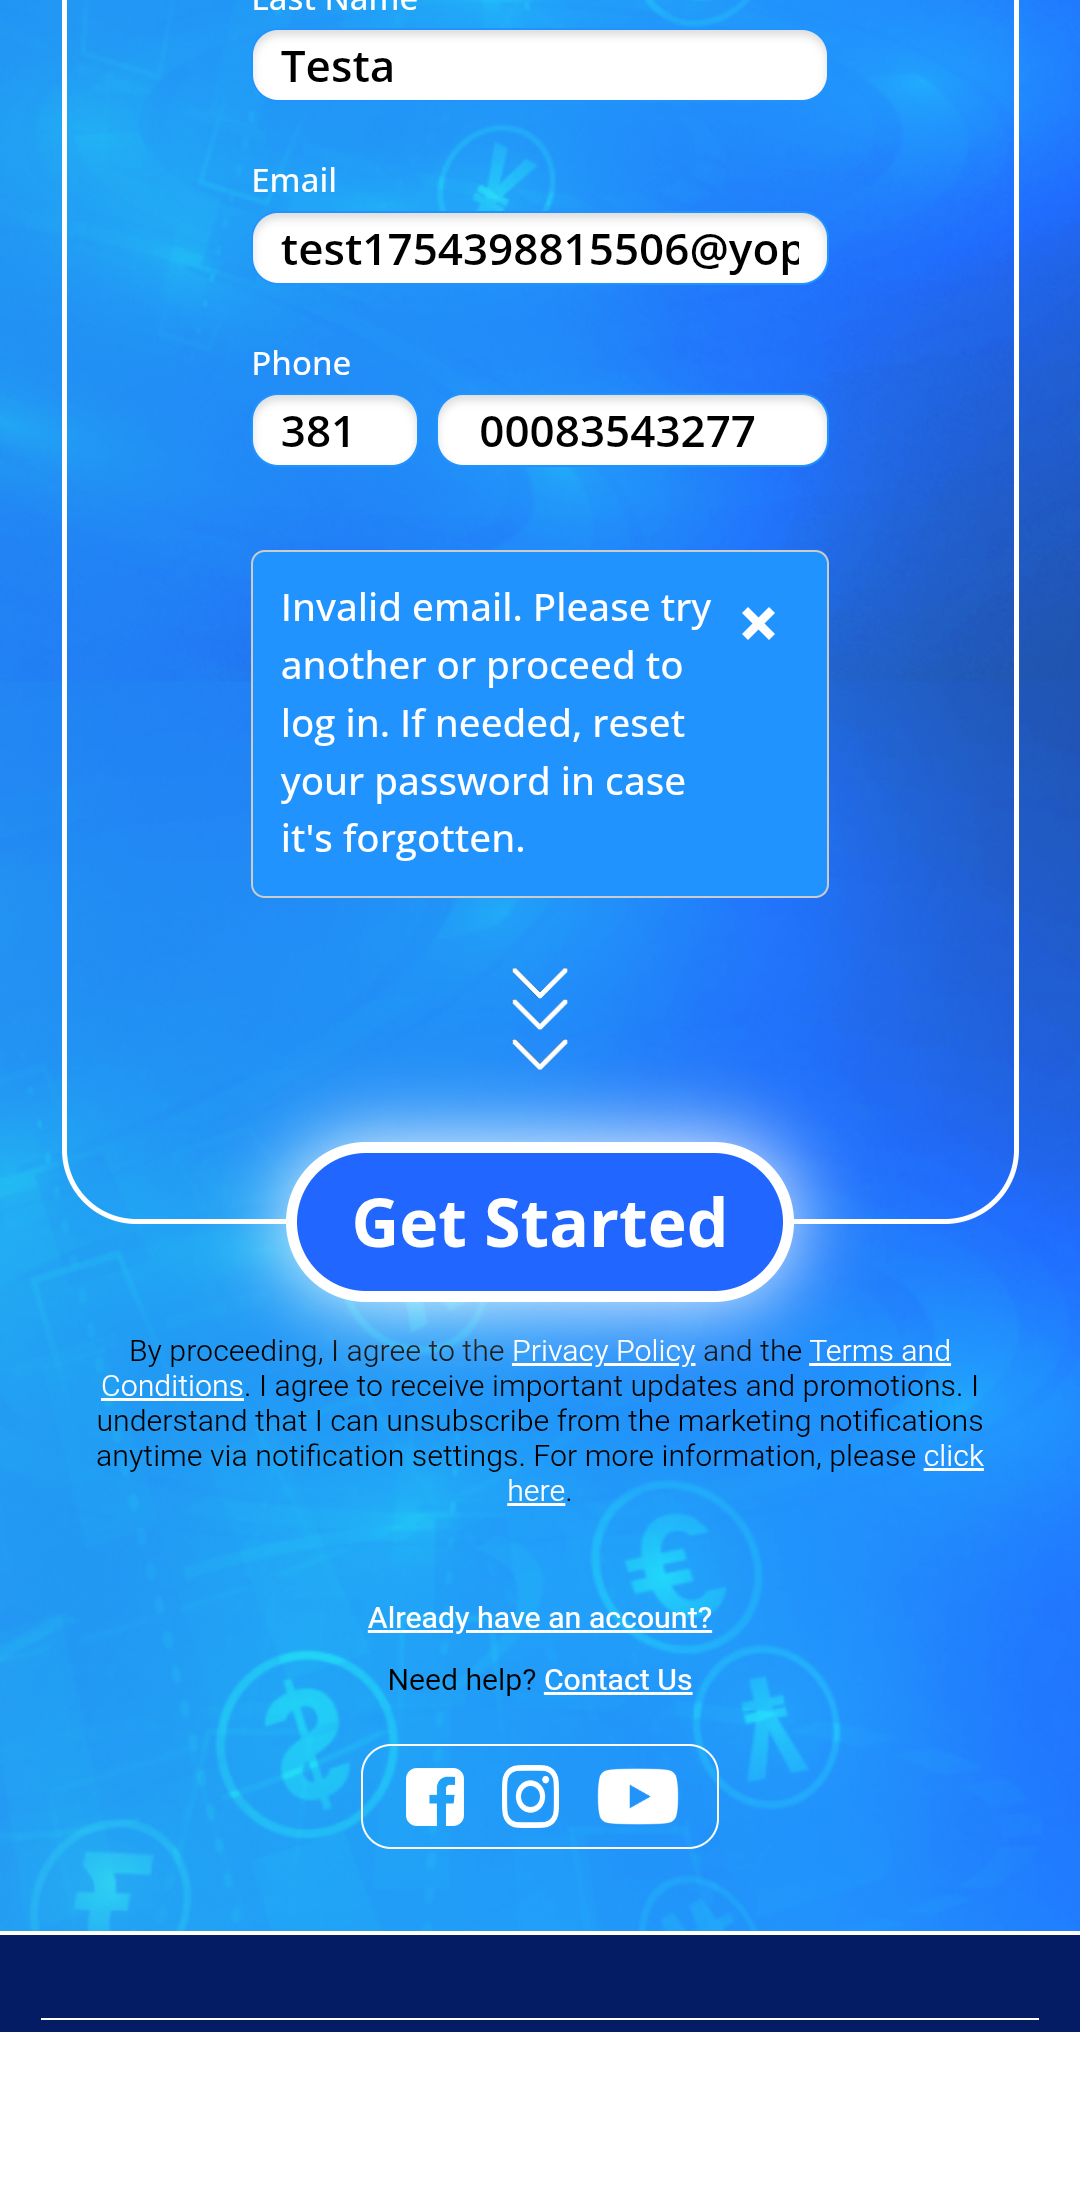 Last Name
Testa
Email
test1754398815506@yop
Phone
381
00083543277
Invalid email. Please try
another or proceed to
log in. If needed, reset
your password in case
it's forgotten.
Get Started
By proceeding, I agree to the Privacy Policy and the Terms and
Conditions. I agree to receive important updates and promotions. I
understand that I can unsubscribe from the marketing notifications
anytime via notification settings. For more information, please click
here.
Already have an account?
Need help? Contact Us